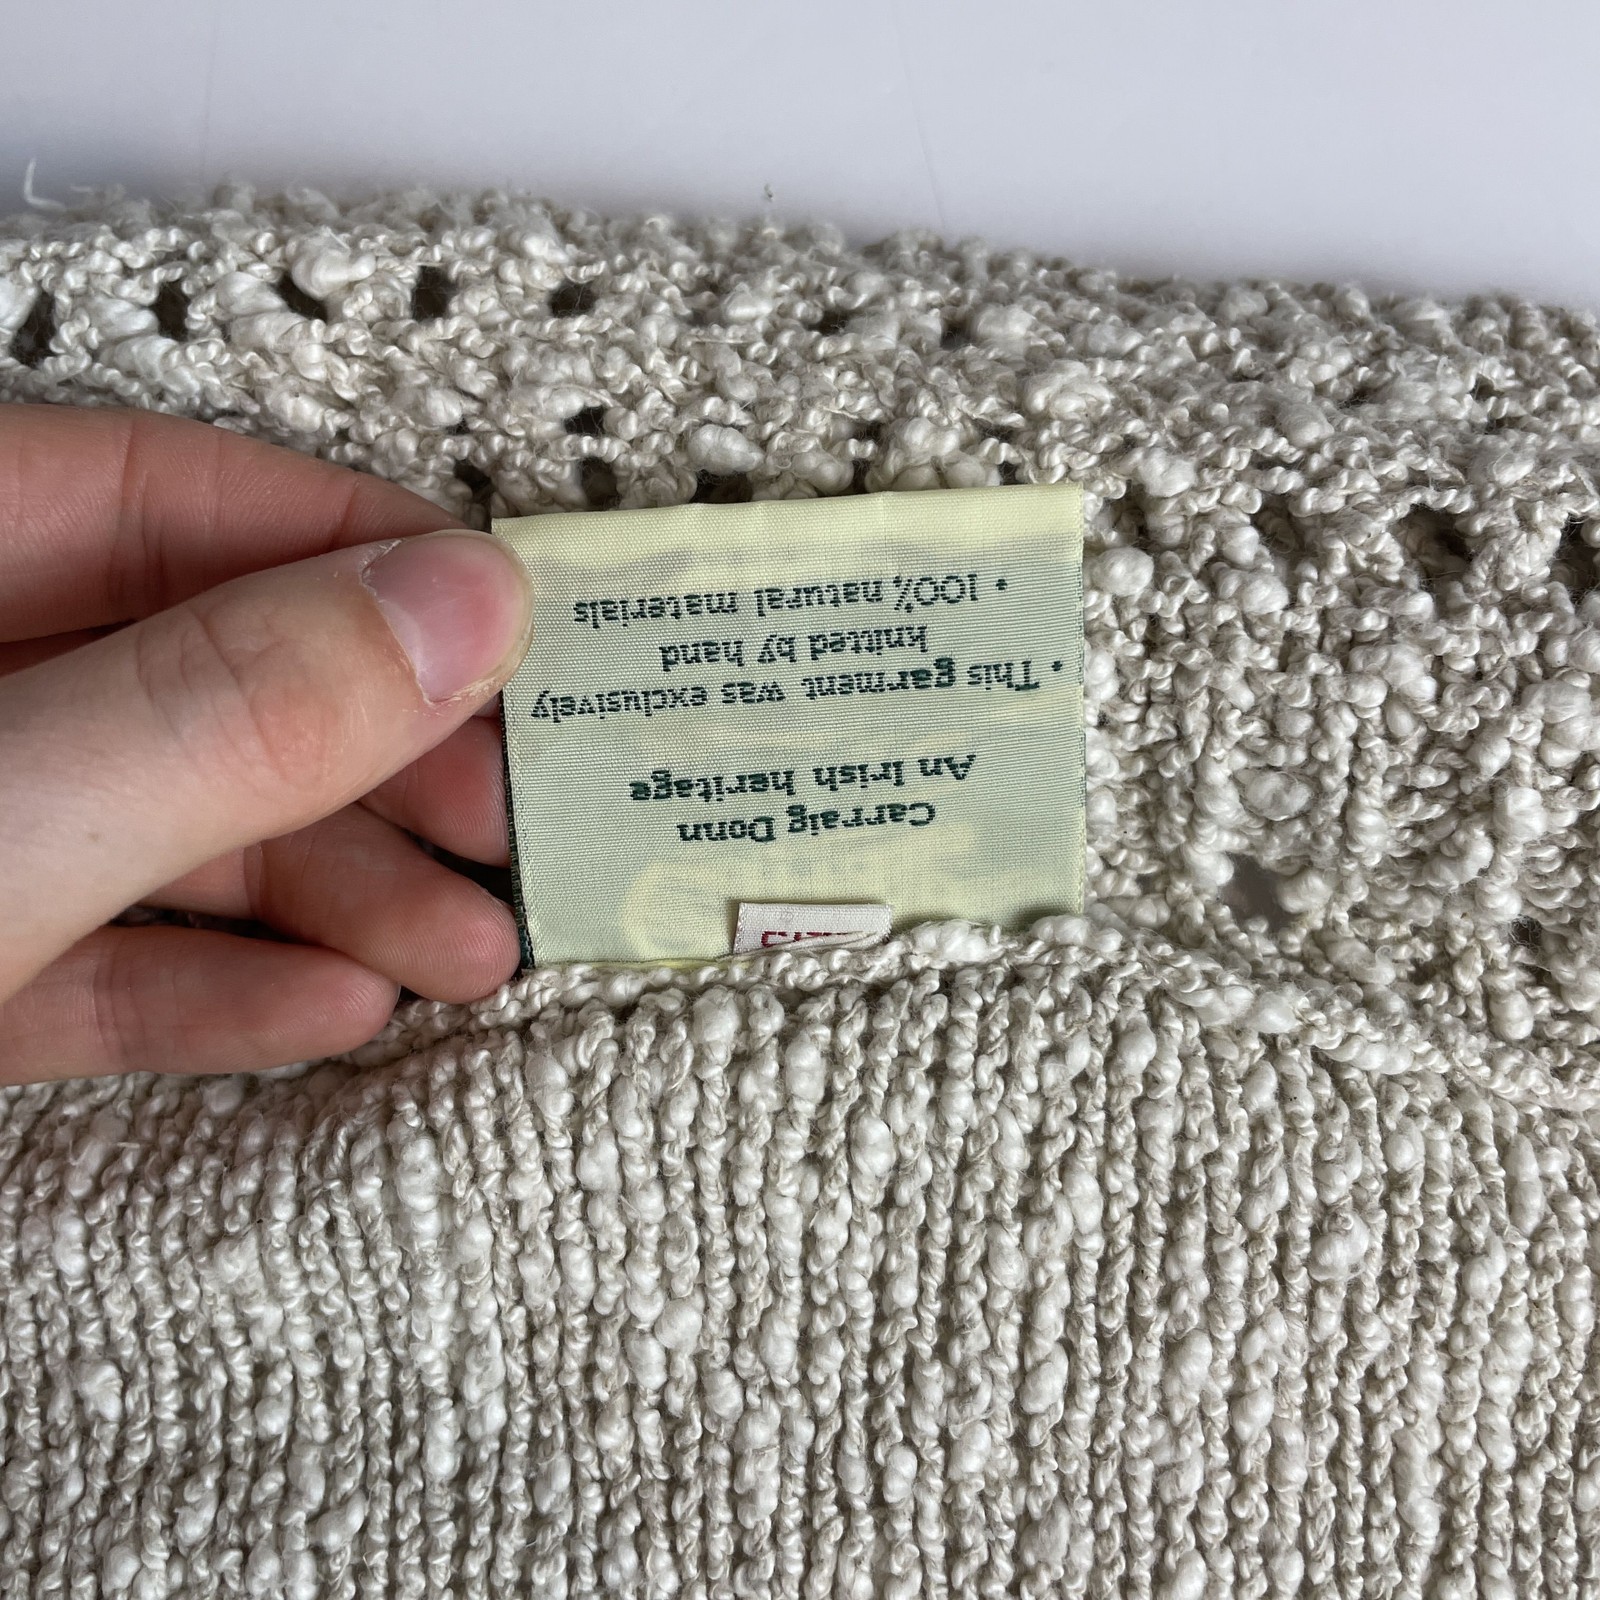 Carraig Donn
An Irish heritage
• This garment was exclusively
knitted by hand
• 100% natural materials